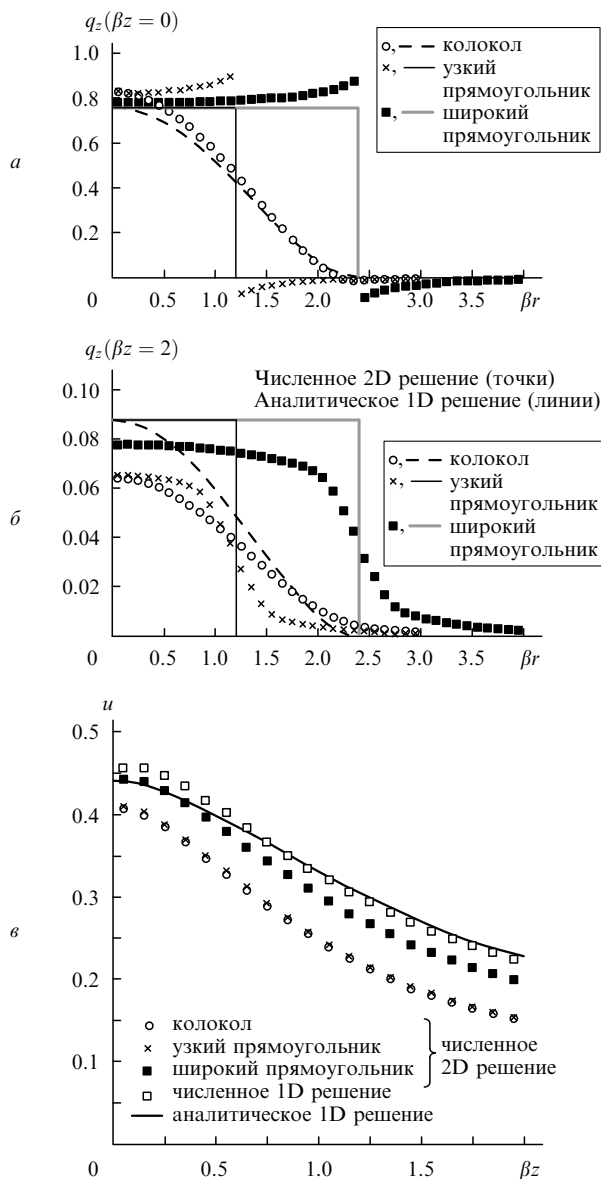 q_z(βz = 0)
1.0
0.8
0.6
0.4
0.2
0
0.5
1.0
1.5
2.0
2.5
3.0
3.5
βr
а
колокол
узкий
прямоугольник
широкий
прямоугольник
q_z(βz = 2)
0.10
0.08
0.06
0.04
0.02
0
0.5
1.0
1.5
2.0
2.5
3.0
3.5
βr
б
Численное 2D решение (точки)
Аналитическое 1D решение (линии)
колокол
узкий
прямоугольник
широкий
прямоугольник
u
0.5
0.4
0.3
0.2
0.1
0
0.5
1.0
1.5
βz
в
колокол
узкий прямоугольник
широкий прямоугольник
численное 1D решение
аналитическое 1D решение
численное
2D решение